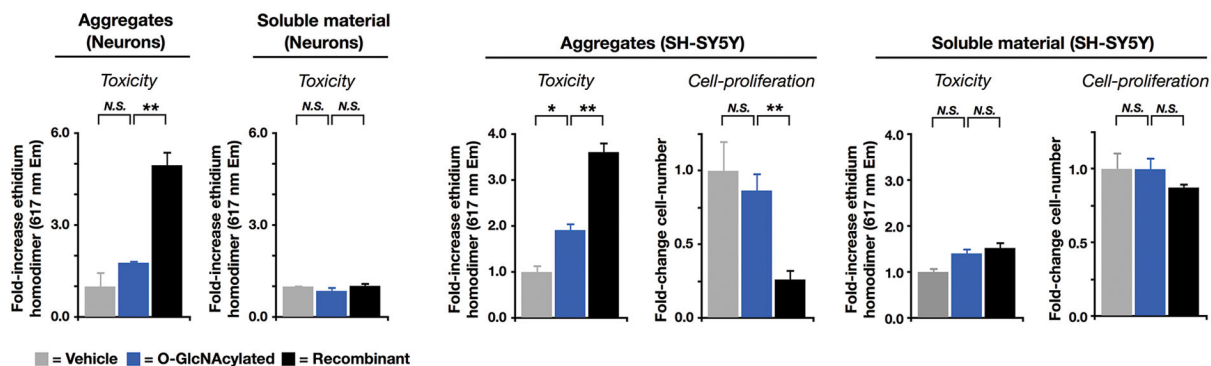 Aggregates
(Neurons)
Toxicity
N.S. **
Fold-increase ethidium
homodimer (617 nm Em)
6.0
4.0
2.0
0.0
Soluble material
(Neurons)
Toxicity
N.S. N.S.
Fold-increase ethidium
homodimer (617 nm Em)
6.0
3.0
0.0
Aggregates (SH-SY5Y)
Toxicity
* **
Fold-increase ethidium
homodimer (617 nm Em)
4.0
3.0
2.0
1.0
0.0
Cell-proliferation
N.S. **
Fold-change cell-number
1.0
0.5
0.0
Soluble material (SH-SY5Y)
Toxicity
N.S. N.S.
Fold-increase ethidium
homodimer (617 nm Em)
4.0
3.0
2.0
1.0
0.0
Cell-proliferation
N.S. N.S.
Fold-change cell-number
1.0
0.5
0.0
= Vehicle = O-GlcNAcylated = Recombinant